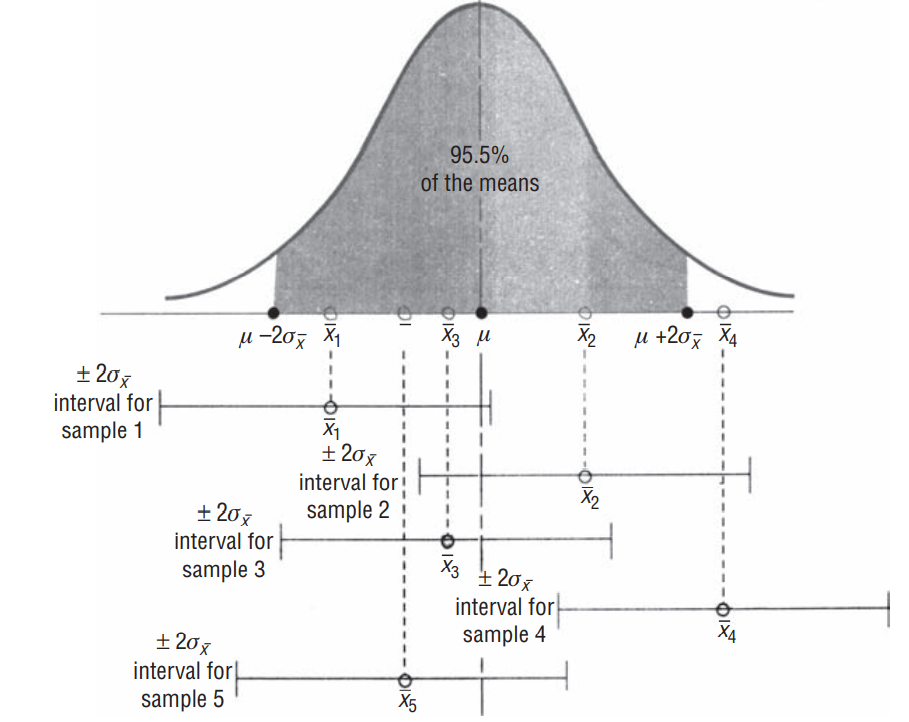 95.5%
of the means
μ −2σx̄ x̄1 – x̄3 μ x̄2 μ +2σx̄ x̄4
± 2σx̄
interval for
sample 1
x̄1
± 2σx̄
interval for
sample 2
x̄2
± 2σx̄
interval for
sample 3
x̄3
± 2σx̄
interval for
sample 4
x̄4
± 2σx̄
interval for
sample 5
x̄5